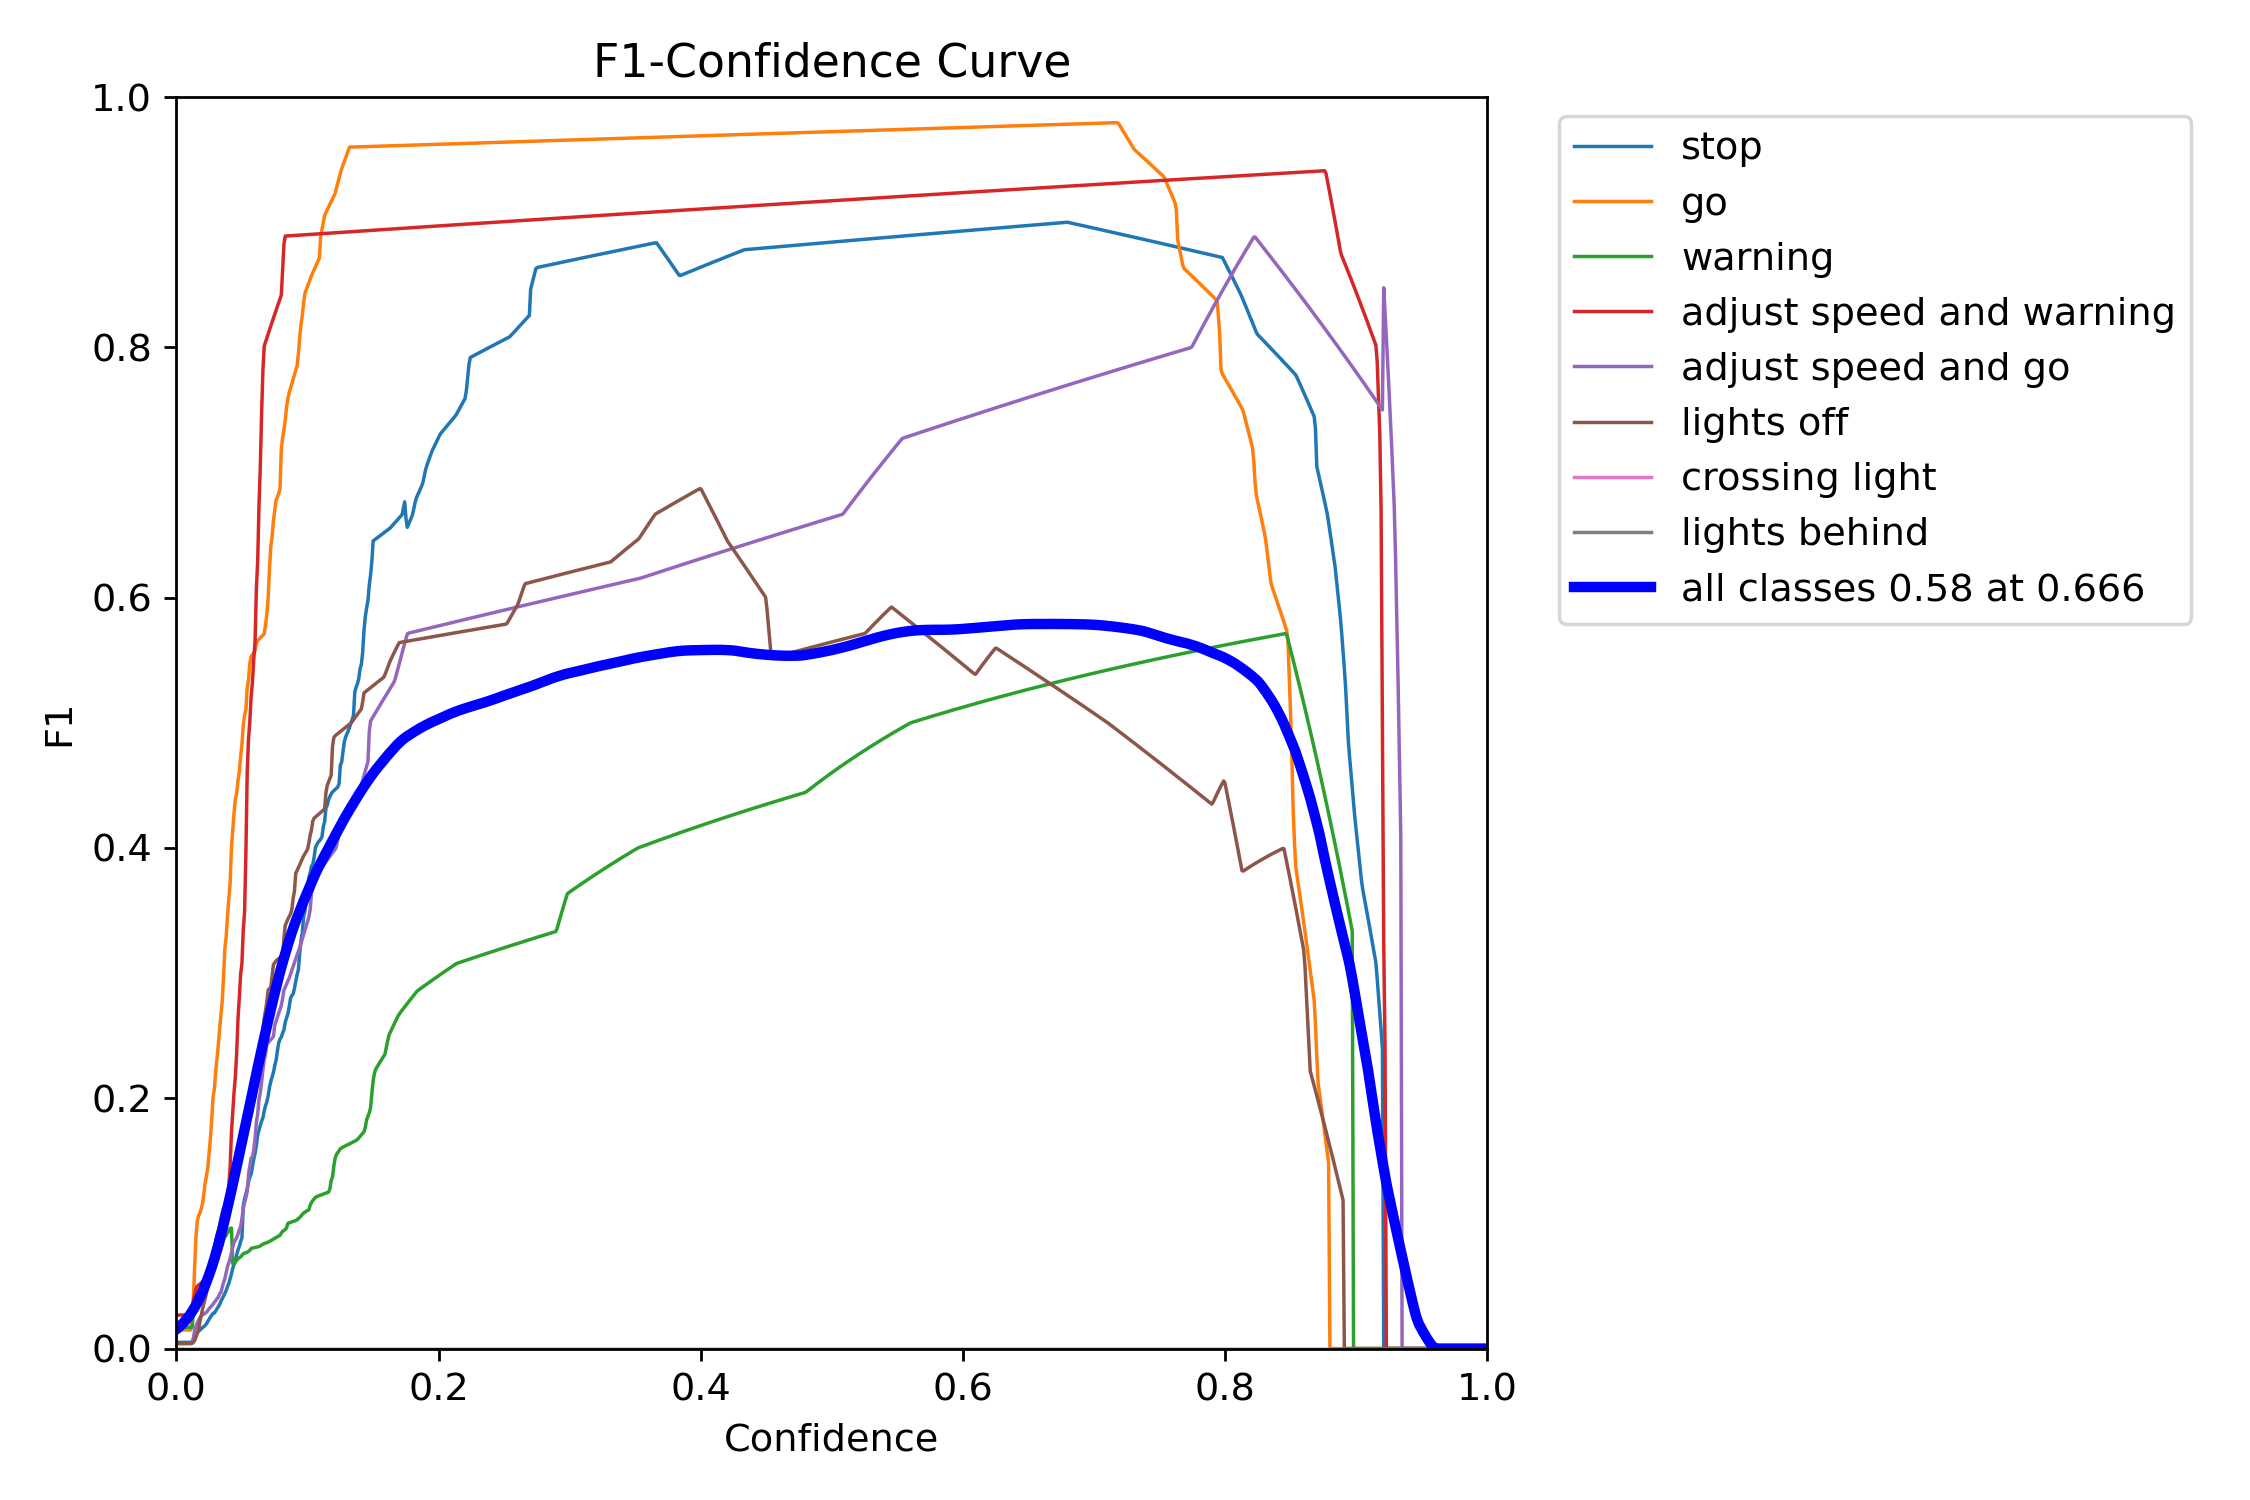 F1-Confidence Curve
1.0
0.8
0.6
0.4
0.2
0.0
F1
0.0 0.2 0.4 0.6 0.8 1.0
Confidence
stop
go
warning
adjust speed and warning
adjust speed and go
lights off
crossing light
lights behind
all classes 0.58 at 0.666